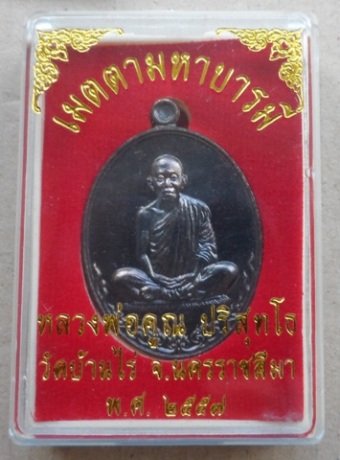 เมตตามหาบารมี
หลวงพ่อคูณ ปริสุทโธ
วัดบ้านไร่ จ.นครราชสีมา
พ.ศ. ๒๕๕๗